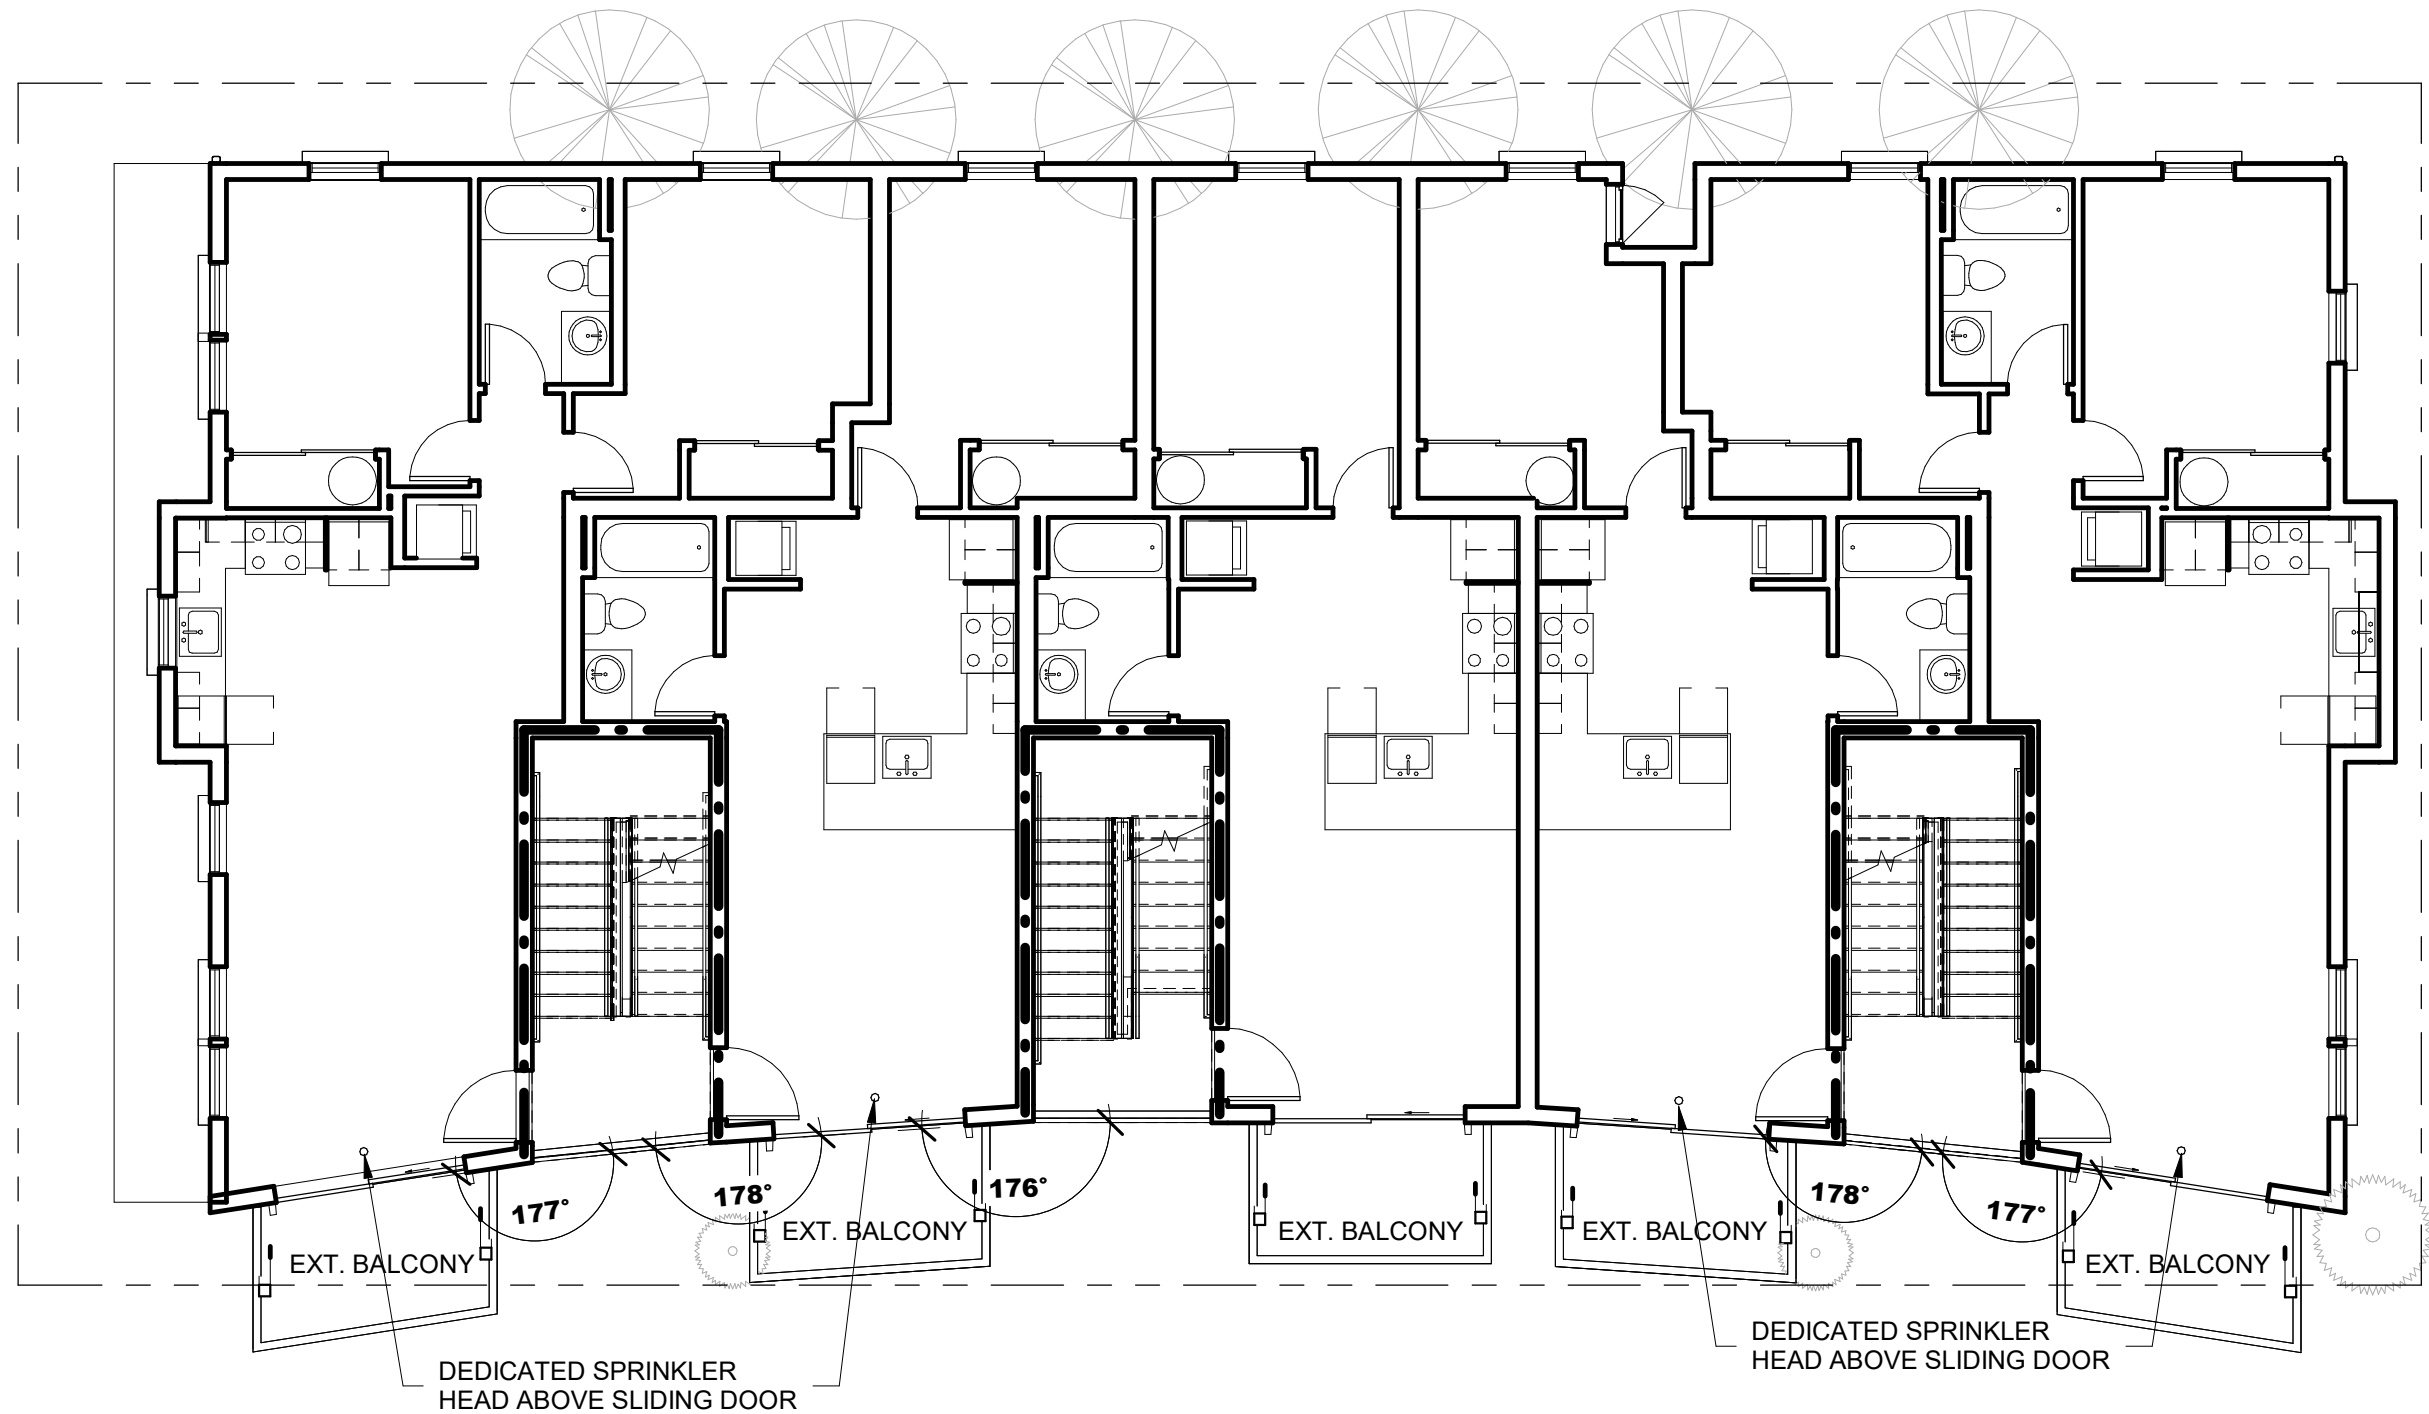 177°
178°
176°
178°
177°
EXT. BALCONY
EXT. BALCONY
EXT. BALCONY
EXT. BALCONY
EXT. BALCONY
DEDICATED SPRINKLER
HEAD ABOVE SLIDING DOOR
DEDICATED SPRINKLER
HEAD ABOVE SLIDING DOOR